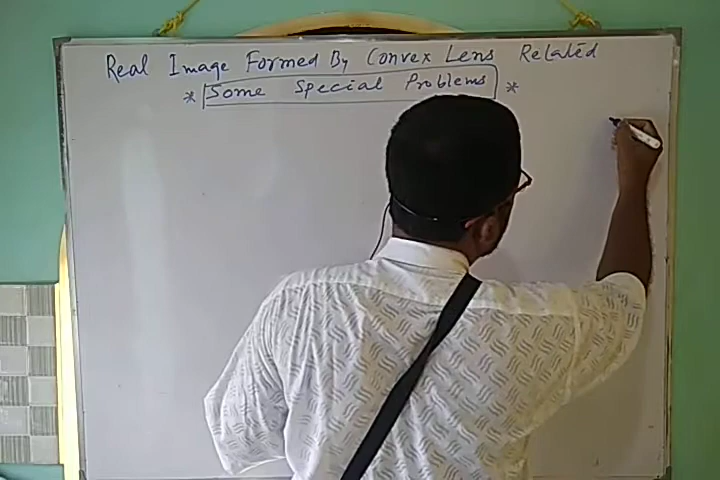 Real Image Formed By Convex Lens Related
* Some Special Problems *